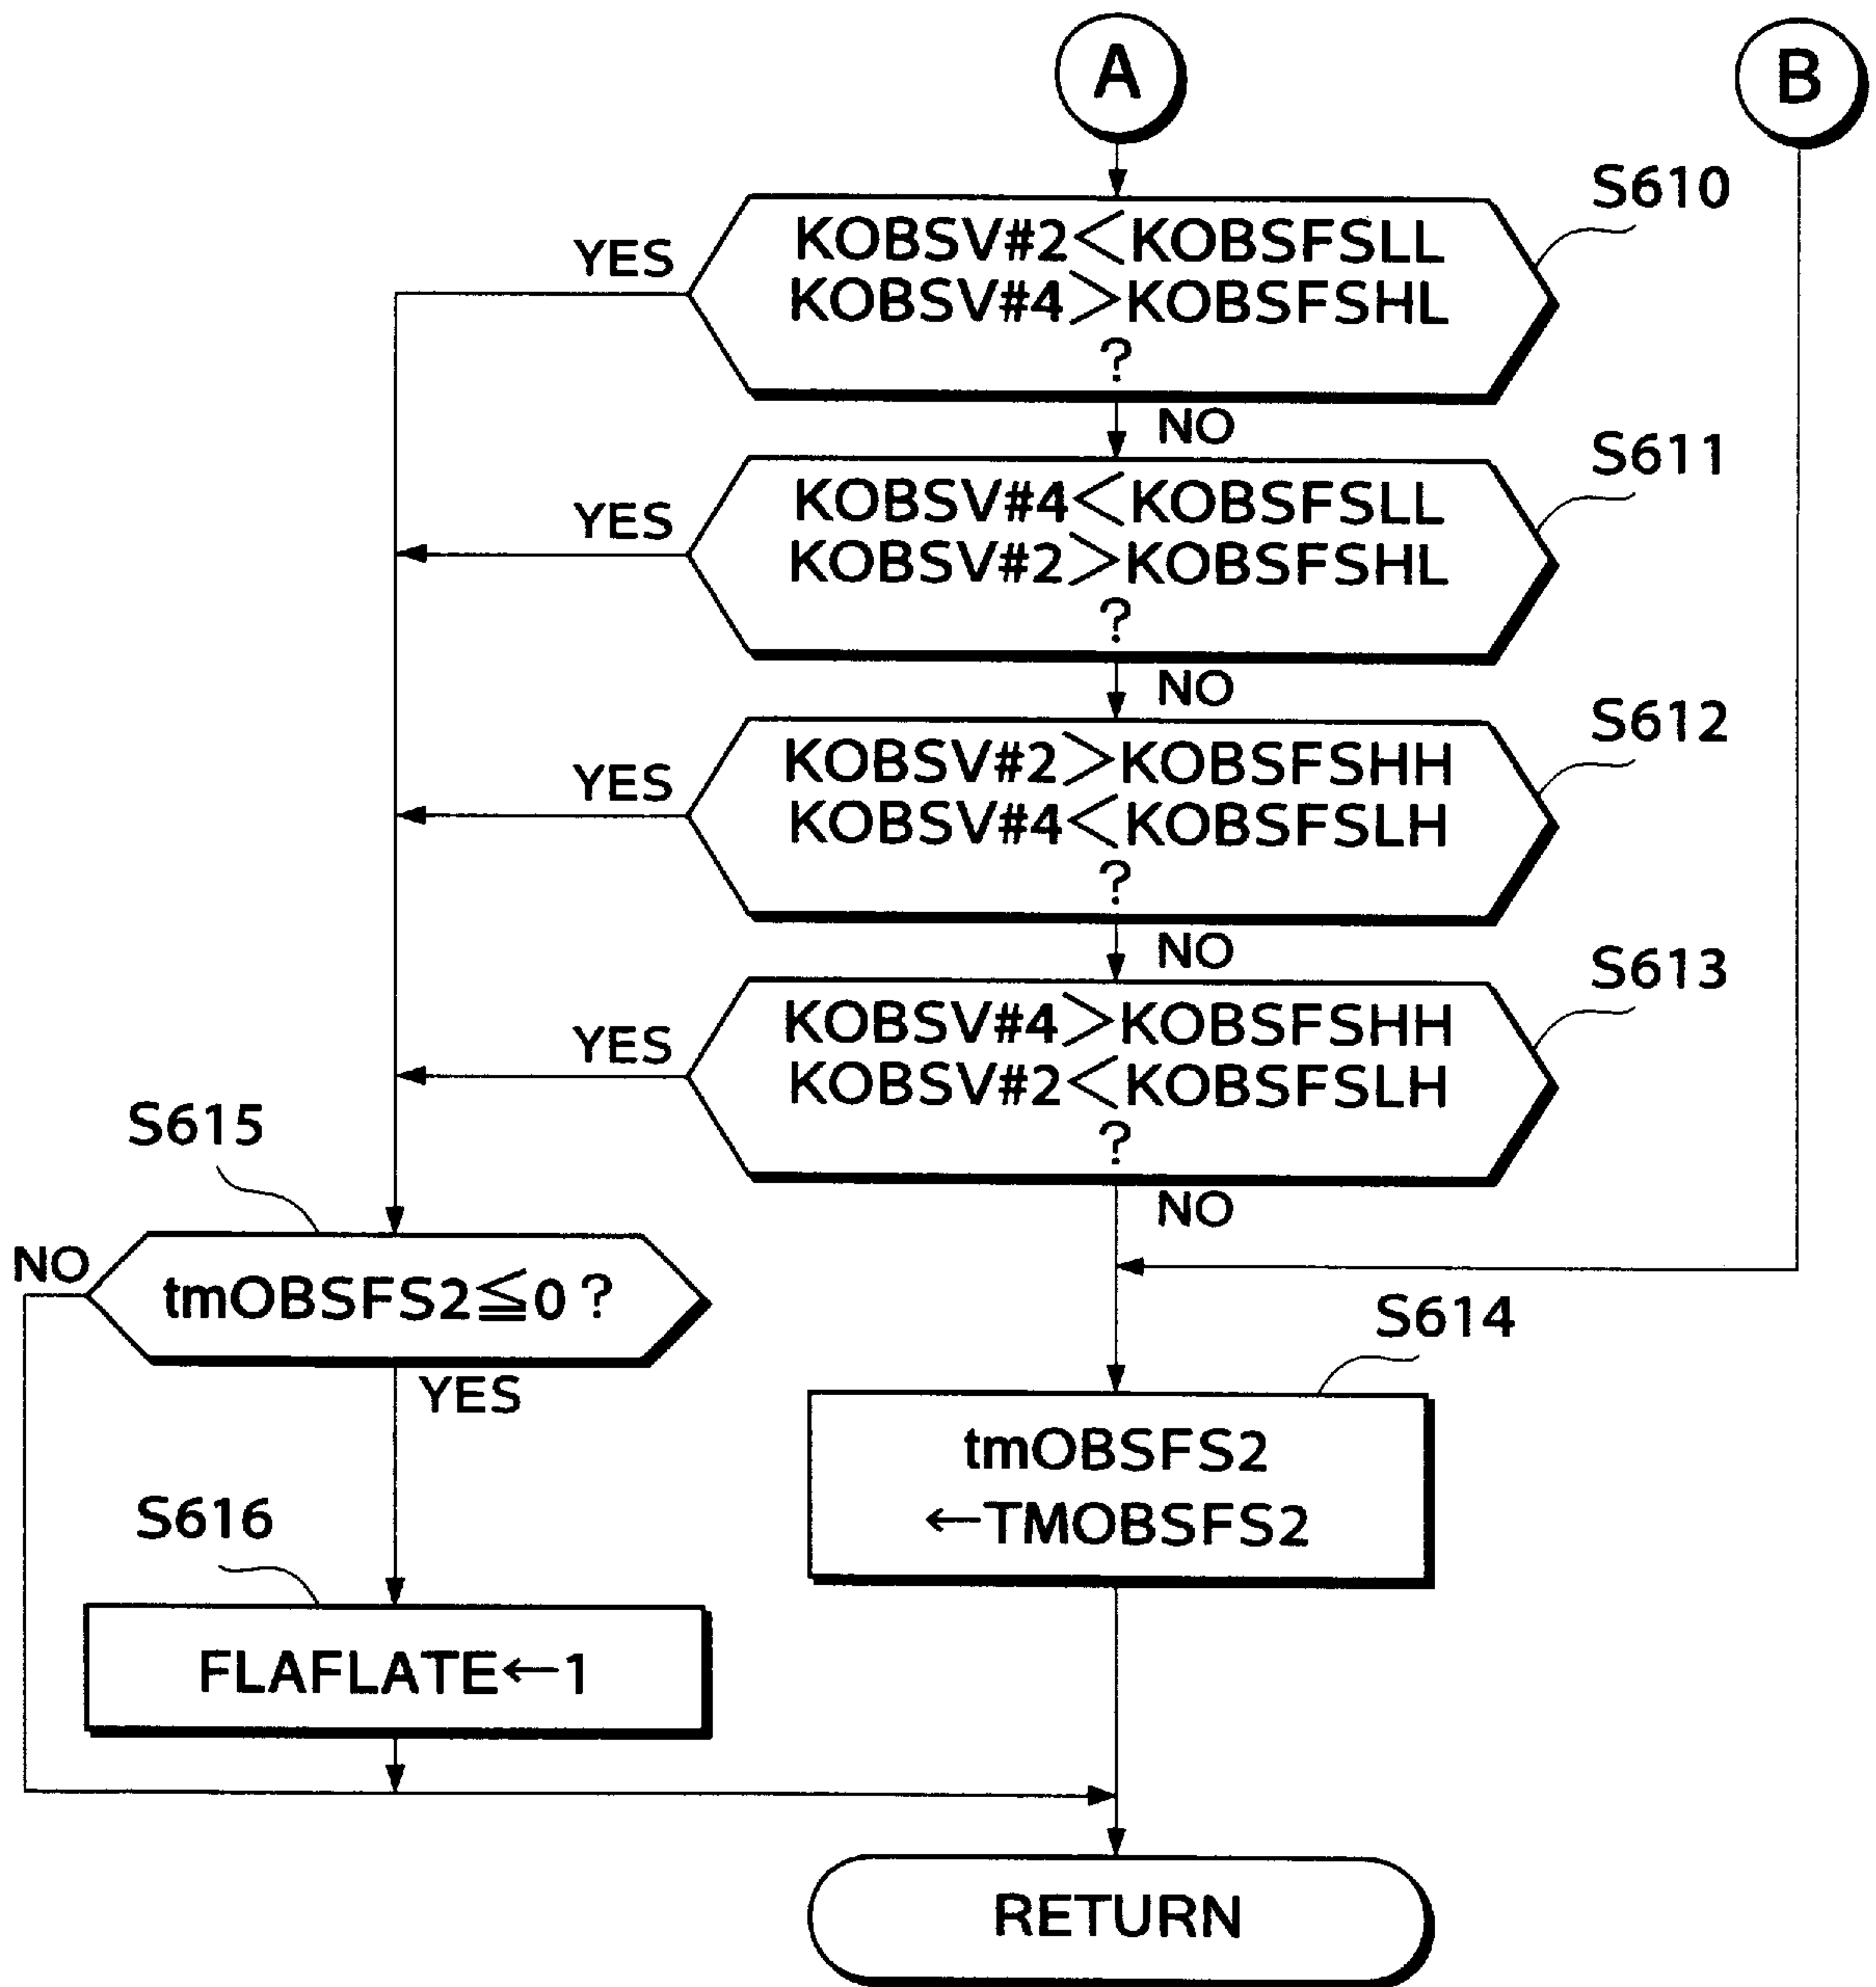 A
B
S610
KOBSV#2<KOBSFSLL
KOBSV#4>KOBSFSHL
?
YES
NO
S611
KOBSV#4<KOBSFSLL
KOBSV#2>KOBSFSHL
?
YES
NO
S612
KOBSV#2>KOBSFSHH
KOBSV#4<KOBSFSLH
?
YES
NO
S613
KOBSV#4>KOBSFSHH
KOBSV#2<KOBSFSLH
?
YES
NO
S615
tmOBSFS2≦0?
NO
YES
S614
tmOBSFS2
←TMOBSFS2
S616
FLAFLATE←1
RETURN